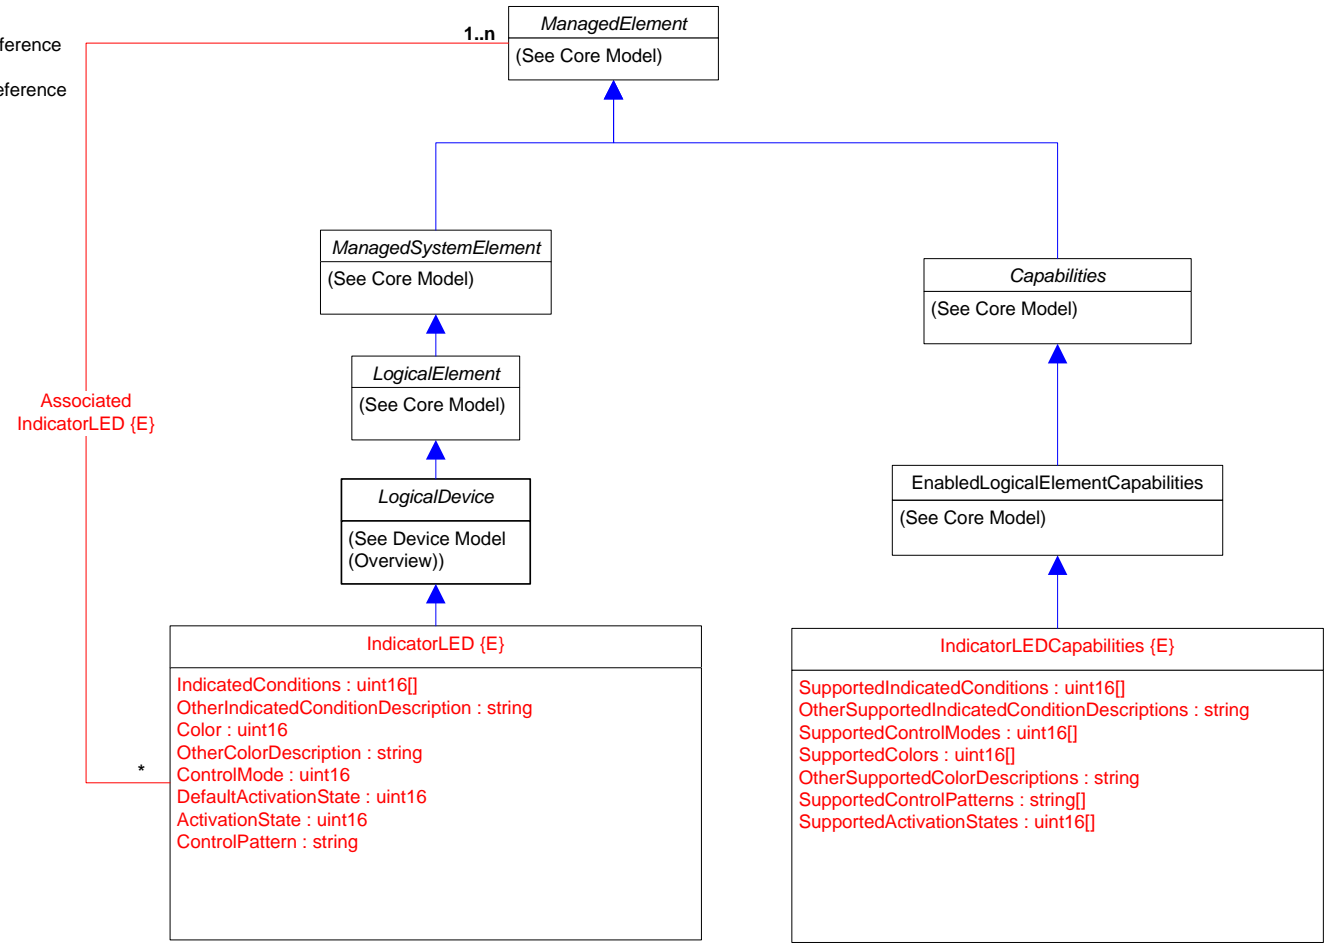 ManagedElement
1..n
(See Core Model)
ManagedSystemElement
(See Core Model)
Capabilities
(See Core Model)
LogicalElement
(See Core Model)
Associated
IndicatorLED {E}
LogicalDevice
(See Device Model
(Overview))
EnabledLogicalElementCapabilities
(See Core Model)
IndicatorLED {E}
IndicatedConditions : uint16[]
OtherIndicatedConditionDescription : string
Color : uint16
OtherColorDescription : string
ControlMode : uint16
DefaultActivationState : uint16
ActivationState : uint16
ControlPattern : string
*
IndicatorLEDCapabilities {E}
SupportedIndicatedConditions : uint16[]
OtherSupportedIndicatedConditionDescriptions : string
SupportedControlModes : uint16[]
SupportedColors : uint16[]
OtherSupportedColorDescriptions : string
SupportedControlPatterns : string[]
SupportedActivationStates : uint16[]